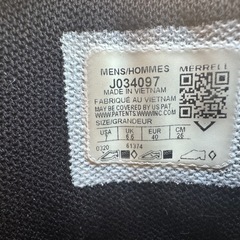 MENS/HOMMES MERRELL
J034097
MADE IN VIETNAM
FABRIQUÉ AU VIETNAM
MAY BE COVERED BY US PAT.
WWW.PATENTS.WWWINC.COM
SIZE/GRANDEUR
USA UK EUR CM
7 6.5 40 25
0320 61374